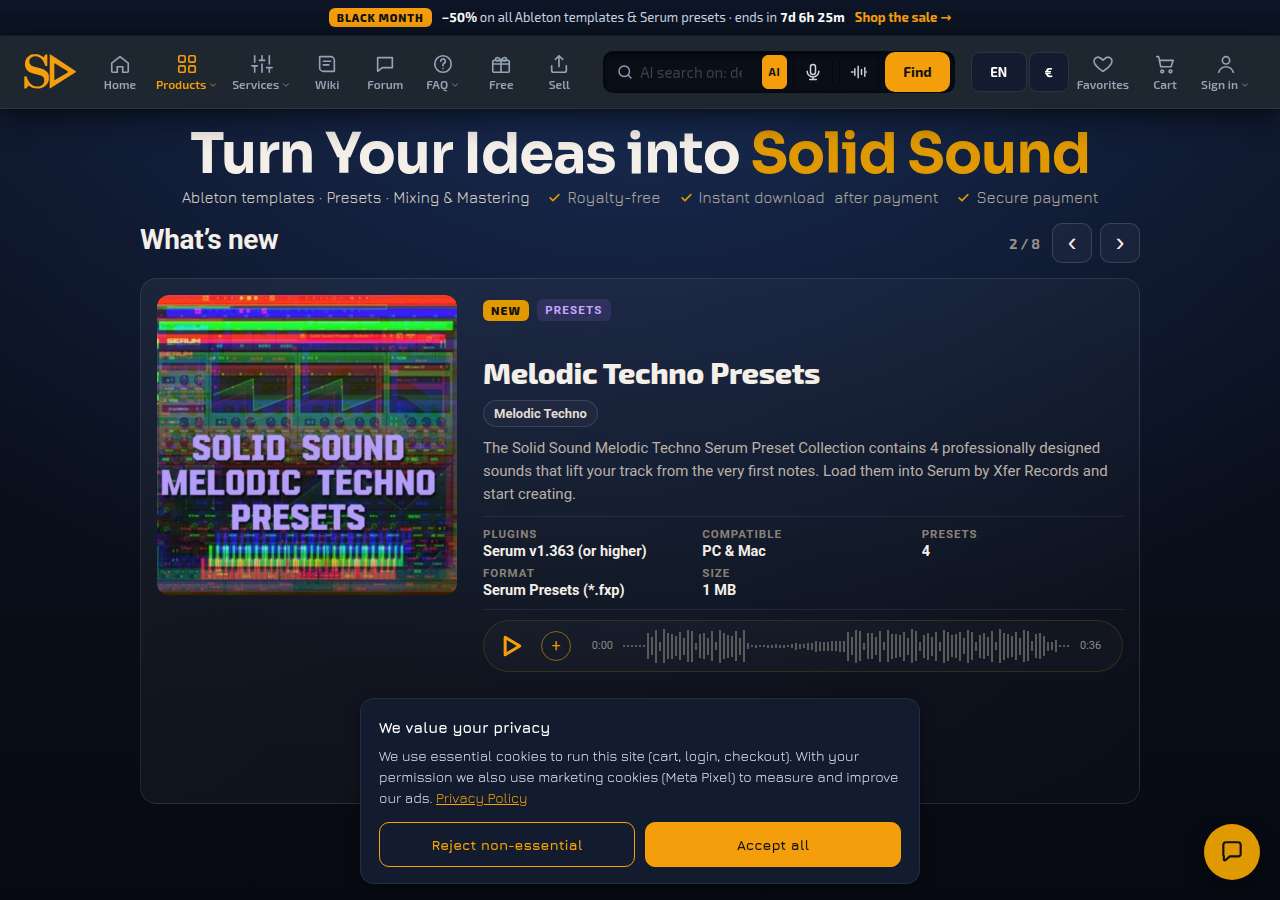 BLACK MONTH −50% on all Ableton templates & Serum presets · ends in 7d 6h 25m Shop the sale →
Home
Products
Services
Wiki
Forum
FAQ
Free
Sell
AI search on: de
AI
Find
EN
€
Favorites
Cart
Sign in
Turn Your Ideas into Solid Sound
Ableton templates · Presets · Mixing & Mastering ✓ Royalty-free ✓ Instant download after payment ✓ Secure payment
What's new
2 / 8
‹ ›
SERUM
SOLID SOUND
MELODIC TECHNO
PRESETS
NEW PRESETS
Melodic Techno Presets
Melodic Techno
The Solid Sound Melodic Techno Serum Preset Collection contains 4 professionally designed
sounds that lift your track from the very first notes. Load them into Serum by Xfer Records and
start creating.
PLUGINS COMPATIBLE PRESETS
Serum v1.363 (or higher) PC & Mac 4
FORMAT SIZE
Serum Presets (*.fxp) 1 MB
+ 0:00 0:36
We value your privacy
We use essential cookies to run this site (cart, login, checkout). With your
permission we also use marketing cookies (Meta Pixel) to measure and improve
our ads. Privacy Policy
Reject non-essential Accept all